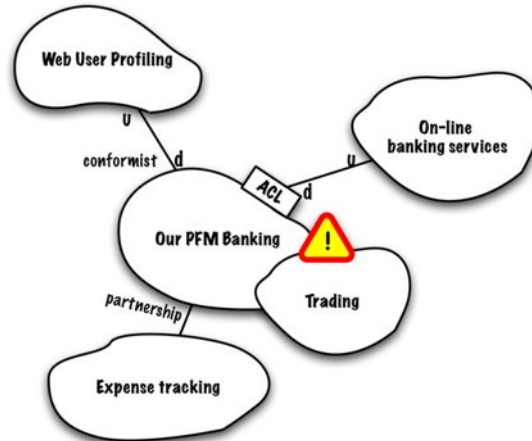 Web User Profiling
u
conformist
d
On-line
banking services
u
d
ACL
Our PFM Banking
!
Trading
partnership
Expense tracking